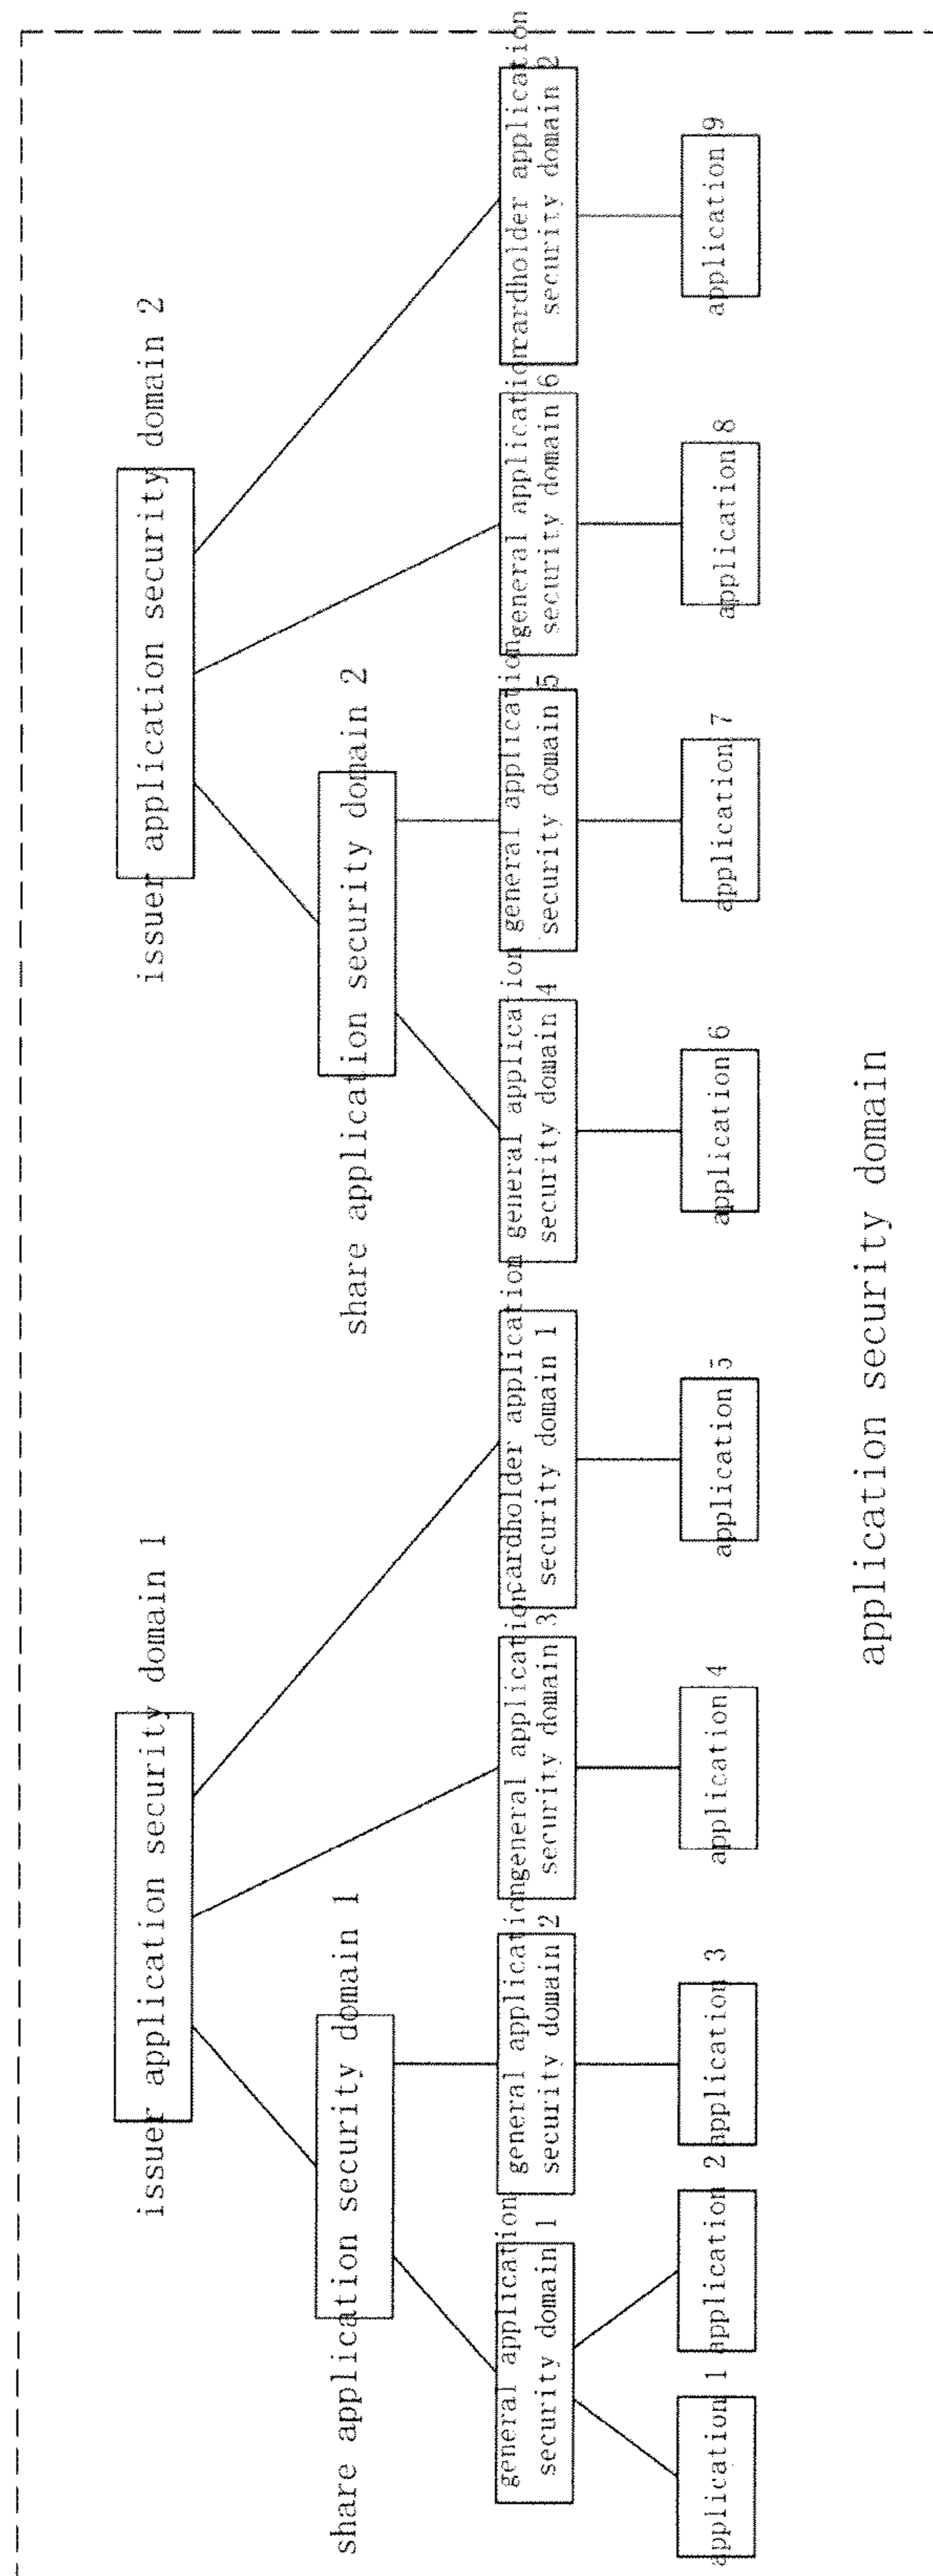 issuer application security domain 1
issuer application security domain 2
share application security domain 1
share application security domain 2
general application
security domain 1
general application
security domain 2
general application
security domain 3
cardholder application
security domain 1
general application
security domain 4
general application
security domain 5
general application
security domain 6
cardholder application
security domain 2
application 1
application 2
application 3
application 4
application 5
application 6
application 7
application 8
application 9
application security domain